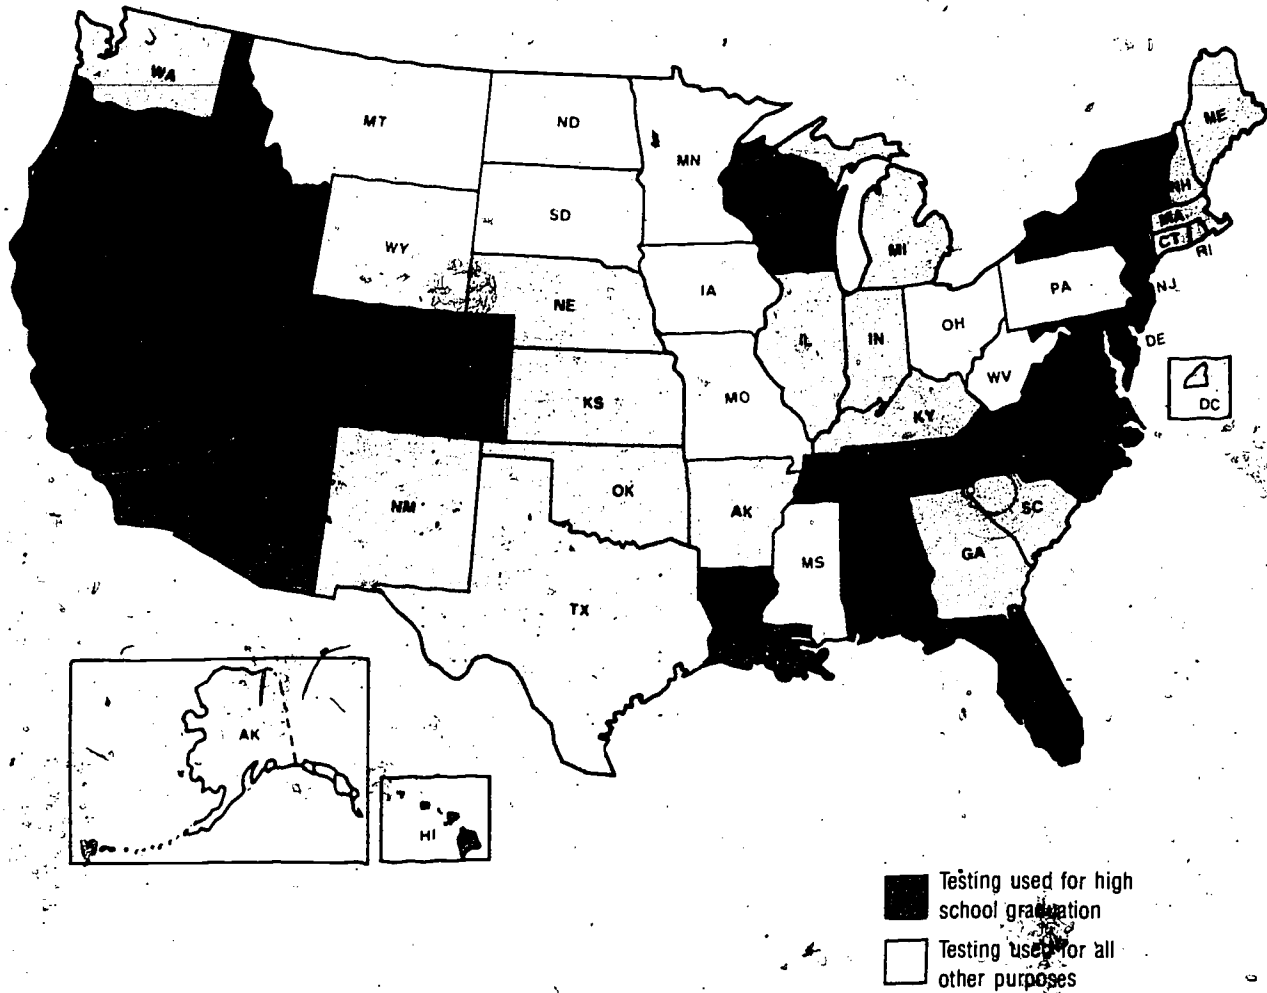 WA
MT
ND
MN
ME
SD
WY
NH
MA
CT
RI
MI
NE
IA
PA
NJ
IL
IN
OH
DE
WV
KS
MO
KY
DC
NM
OK
AK
SC
MS
GA
TX
AK
HI
Testing used for high
school graduation
Testing used for all
other purposes